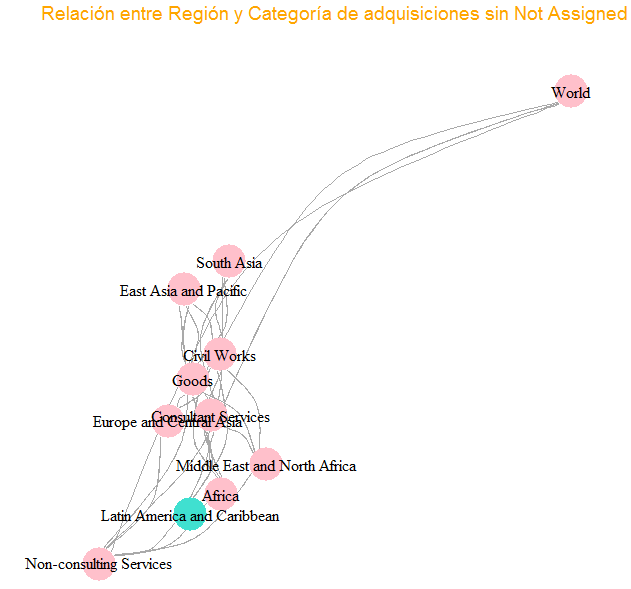 Relación entre Región y Categoría de adquisiciones sin Not Assigned
World
South Asia
East Asia and Pacific
Civil Works
Goods
Consultant Services
Europe and Central Asia
Middle East and North Africa
Africa
Latin America and Caribbean
Non-consulting Services